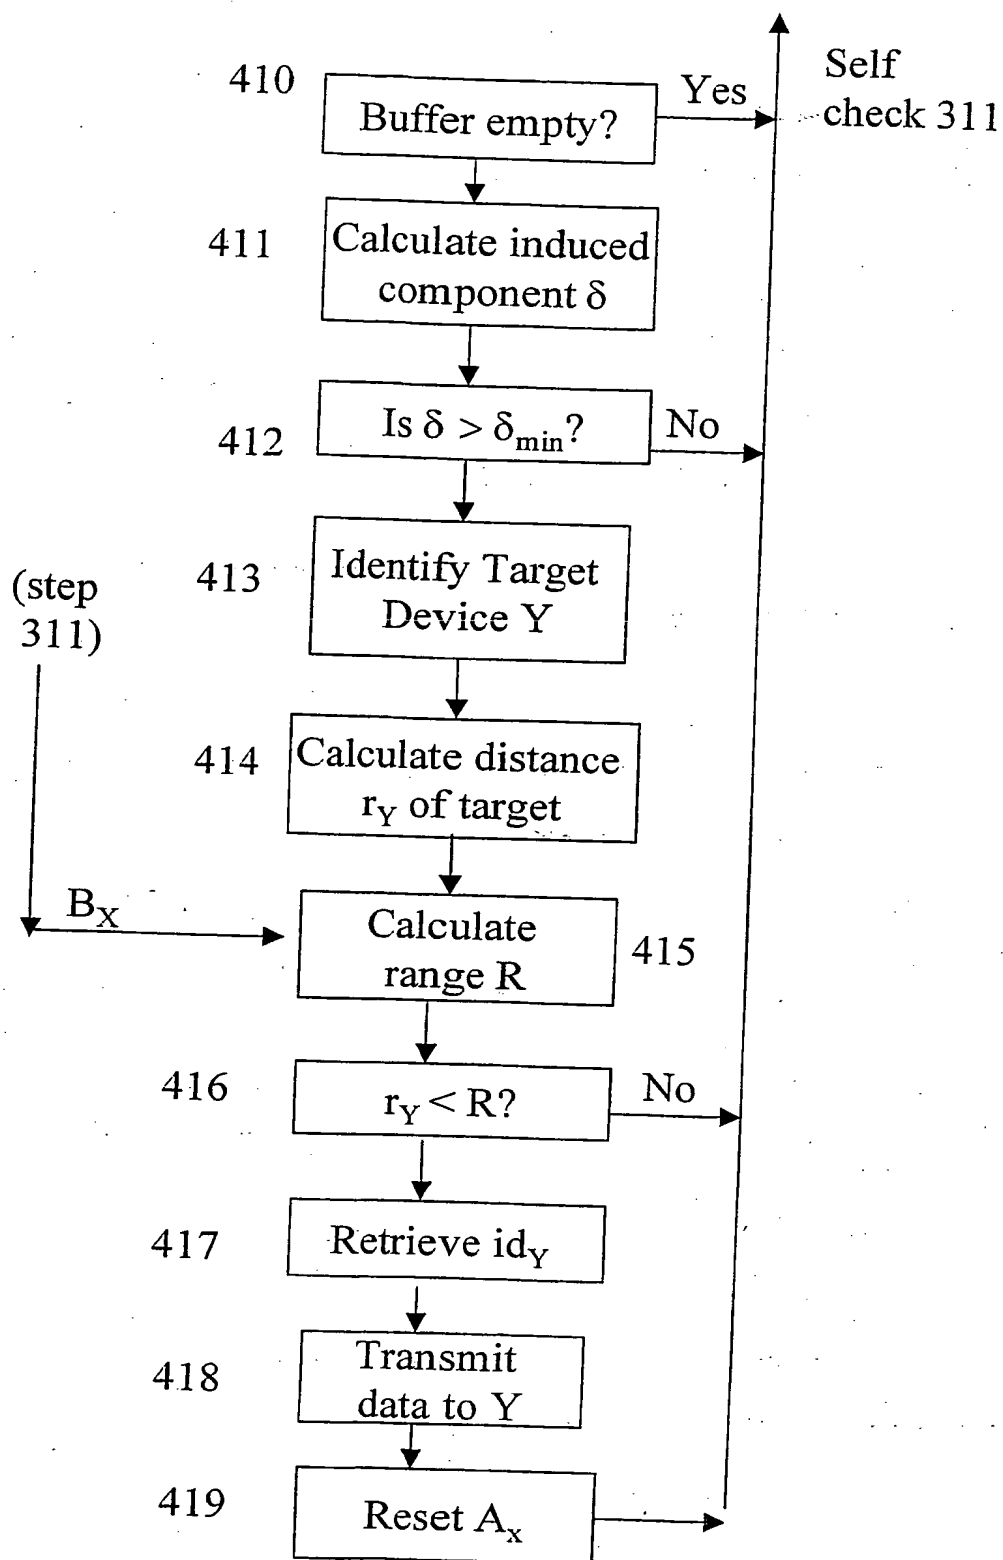 410
Buffer empty?
Yes
Self
check 311
411
Calculate induced
component δ
412
Is δ > δmin?
No
413
Identify Target
Device Y
(step
311)
414
Calculate distance
rY of target
BX
Calculate
range R
415
416
rY < R?
No
417
Retrieve idY
418
Transmit
data to Y
419
Reset Ax